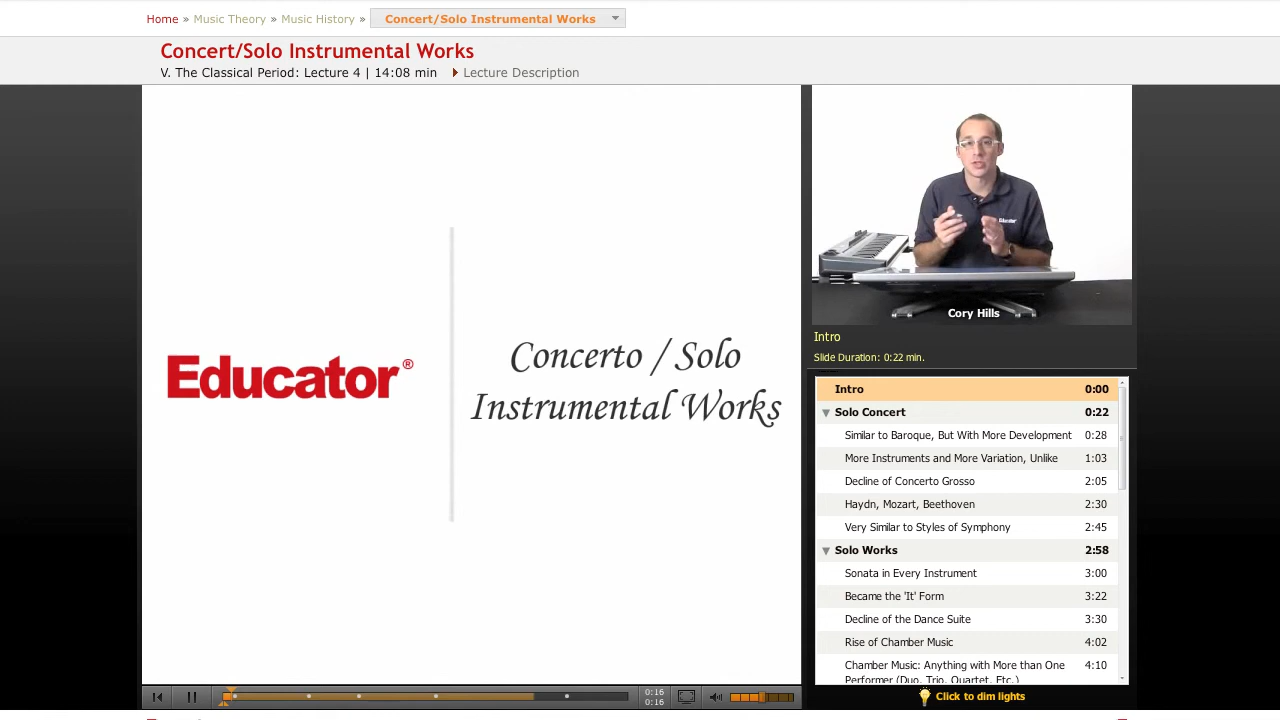 Home » Music Theory » Music History » Concert/Solo Instrumental Works
Concert/Solo Instrumental Works
V. The Classical Period: Lecture 4 | 14:08 min Lecture Description
Educator®
Concerto / Solo
Instrumental Works
Educator
Cory Hills
Intro
Slide Duration: 0:22 min.
Intro 0:00
Solo Concert 0:22
Similar to Baroque, But With More Development 0:28
More Instruments and More Variation, Unlike 1:03
Decline of Concerto Grosso 2:05
Haydn, Mozart, Beethoven 2:30
Very Similar to Styles of Symphony 2:45
Solo Works 2:58
Sonata in Every Instrument 3:00
Became the 'It' Form 3:22
Decline of the Dance Suite 3:30
Rise of Chamber Music 4:02
Chamber Music: Anything with More than One 4:10
Performer (Duo, Trio, Quartet, Etc.)
0:16
0:16
Click to dim lights